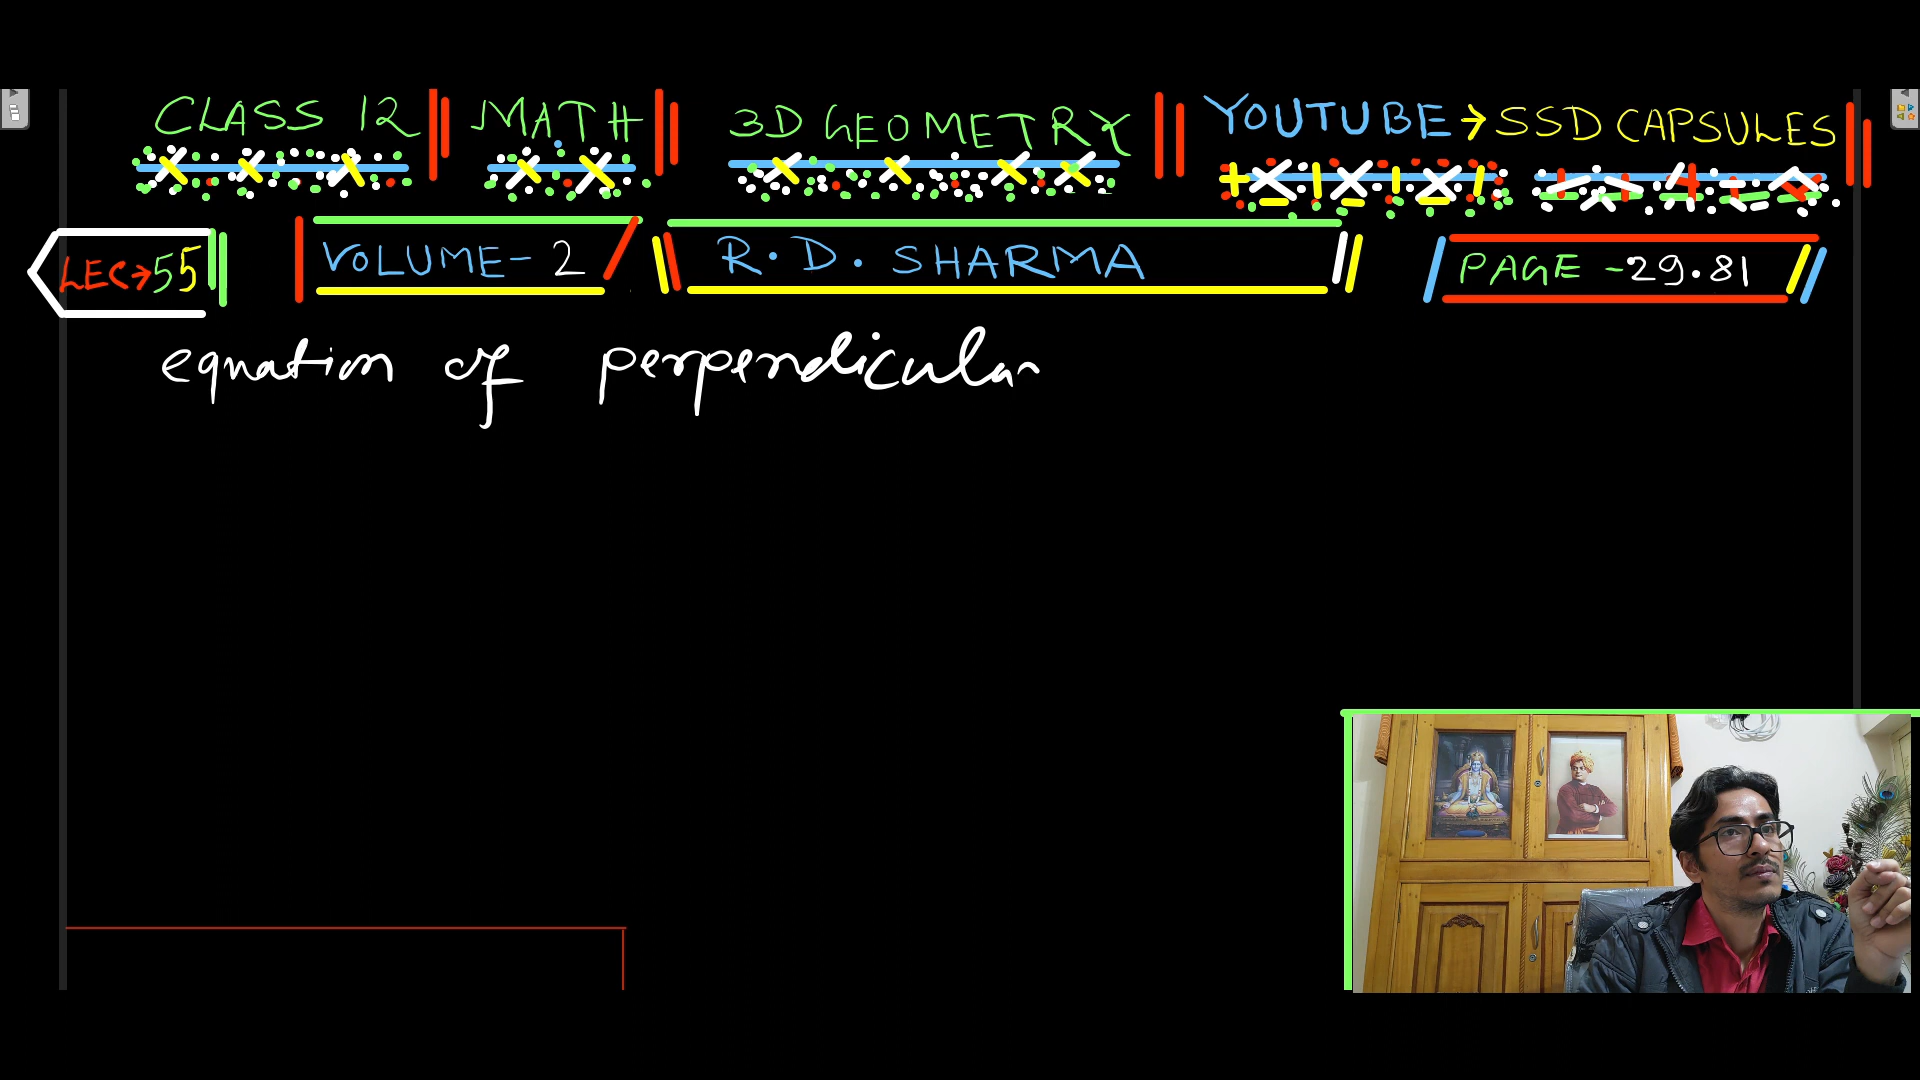 CLASS 12 || MATH || 3D GEOMETRY || YOUTUBE → SSD CAPSULES ||
LEC→55 || VOLUME-2 / R. D. SHARMA || PAGE -29.81 //
equation of perpendicular